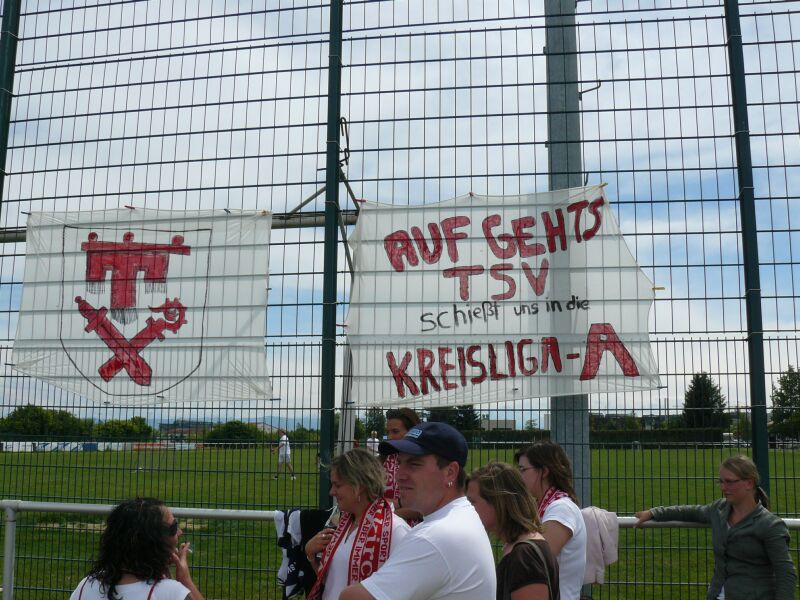 AUF GEHTS
TSV
schießt uns in die
KREISLIGA-A